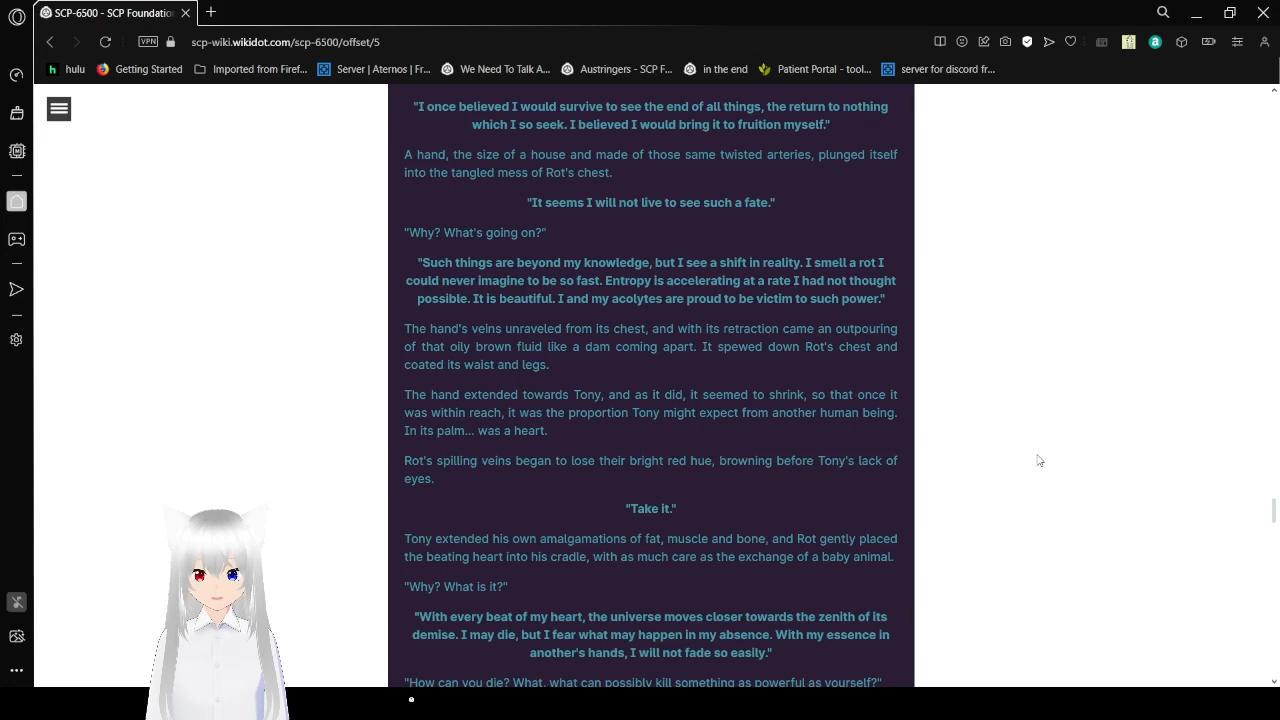 SCP-6500 - SCP Foundatio
scp-wiki.wikidot.com/scp-6500/offset/5
VPN
hulu
Getting Started
Imported from Firef...
Server | Aternos | Fr...
We Need To Talk A...
Austringers - SCP F...
in the end
Patient Portal - tool...
server for discord fr...
"I once believed I would survive to see the end of all things, the return to nothing
which I so seek. I believed I would bring it to fruition myself."
A hand, the size of a house and made of those same twisted arteries, plunged itself
into the tangled mess of Rot's chest.
"It seems I will not live to see such a fate."
"Why? What's going on?"
"Such things are beyond my knowledge, but I see a shift in reality. I smell a rot I
could never imagine to be so fast. Entropy is accelerating at a rate I had not thought
possible. It is beautiful. I and my acolytes are proud to be victim to such power."
The hand's veins unraveled from its chest, and with its retraction came an outpouring
of that oily brown fluid like a dam coming apart. It spewed down Rot's chest and
coated its waist and legs.
The hand extended towards Tony, and as it did, it seemed to shrink, so that once it
was within reach, it was the proportion Tony might expect from another human being.
In its palm... was a heart.
Rot's spilling veins began to lose their bright red hue, browning before Tony's lack of
eyes.
"Take it."
Tony extended his own amalgamations of fat, muscle and bone, and Rot gently placed
the beating heart into his cradle, with as much care as the exchange of a baby animal.
"Why? What is it?"
"With every beat of my heart, the universe moves closer towards the zenith of its
demise. I may die, but I fear what may happen in my absence. With my essence in
another's hands, I will not fade so easily."
"How can you die? What, what can possibly kill something as powerful as yourself?"